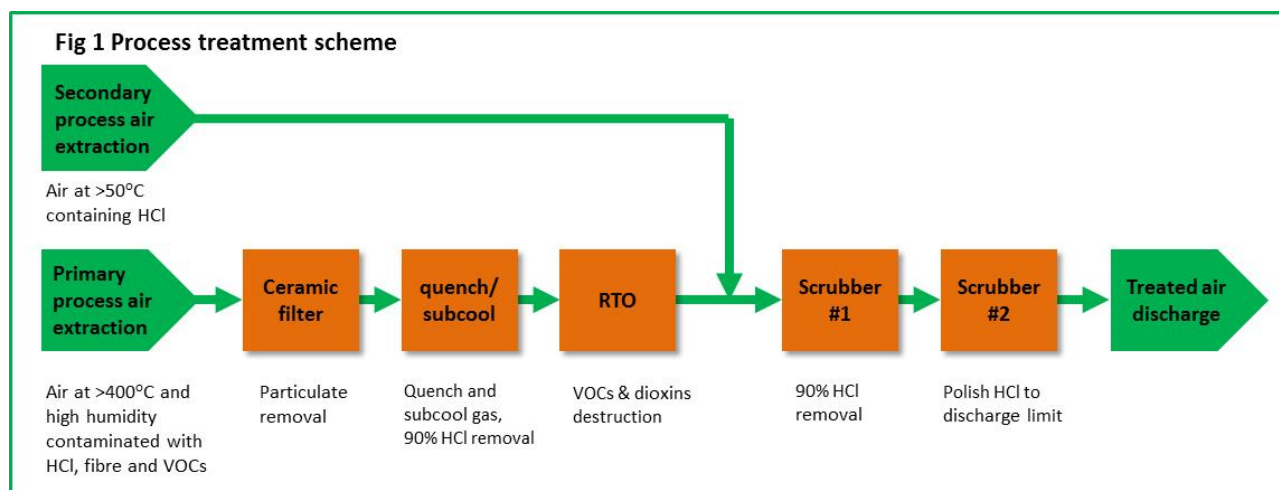 Fig 1 Process treatment scheme
Secondary
process air
extraction
Air at >50°C
containing HCl
Primary
process air
extraction
Ceramic
filter
quench/
subcool
RTO
Scrubber
#1
Scrubber
#2
Treated air
discharge
Air at >400°C and
high humidity
contaminated with
HCl, fibre and VOCs
Particulate
removal
Quench and
subcool gas,
90% HCl removal
VOCs & dioxins
destruction
90% HCl
removal
Polish HCl to
discharge limit